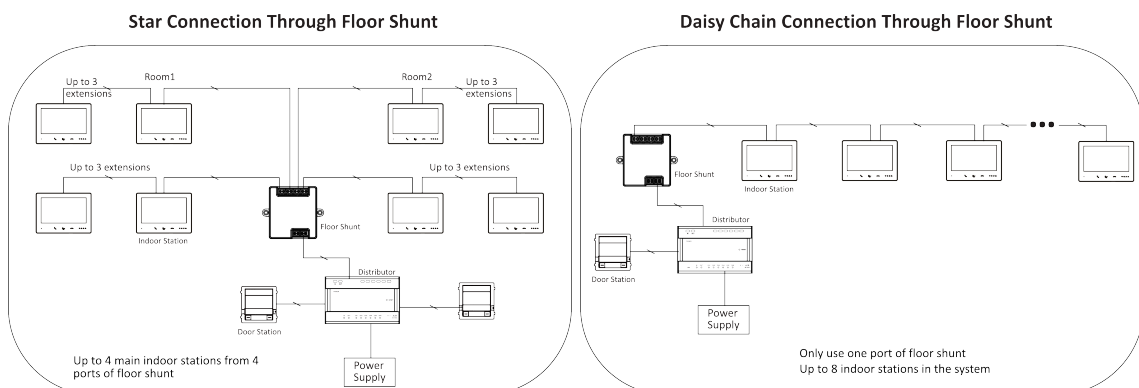 Star Connection Through Floor Shunt
Up to 3
extensions
Room1
Room2
Up to 3
extensions
Up to 3 extensions
Up to 3 extensions
Indoor Station
Floor Shunt
Distributor
Door Station
Power
Supply
Up to 4 main indoor stations from 4
ports of floor shunt
Daisy Chain Connection Through Floor Shunt
Floor Shunt
Indoor Station
Distributor
Door Station
Power
Supply
Only use one port of floor shunt
Up to 8 indoor stations in the system